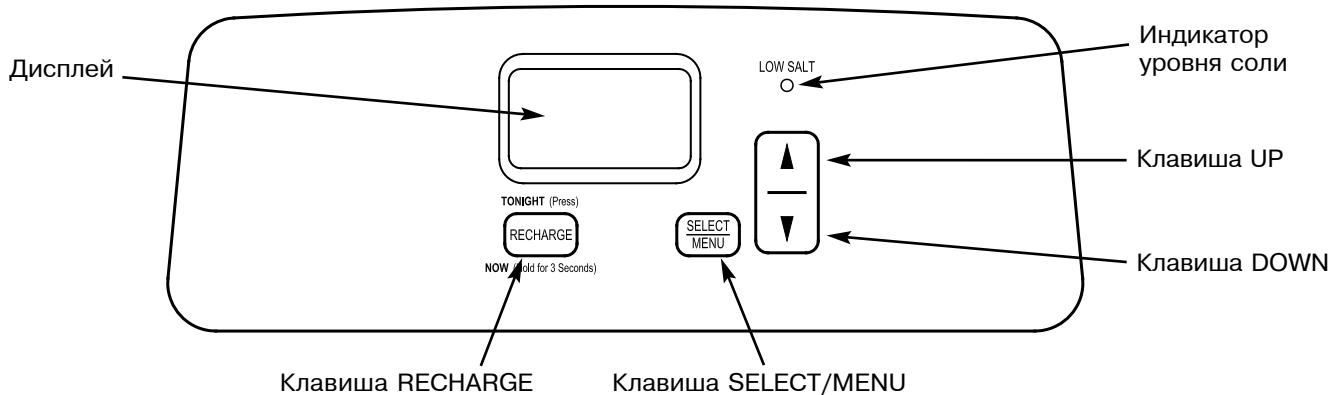 Индикатор
уровня соли
LOW SALT
Дисплей
Клавиша UP
TONIGHT (Press)
RECHARGE
SELECT
MENU
NOW (Hold for 3 Seconds)
Клавиша DOWN
Клавиша RECHARGE
Клавиша SELECT/MENU